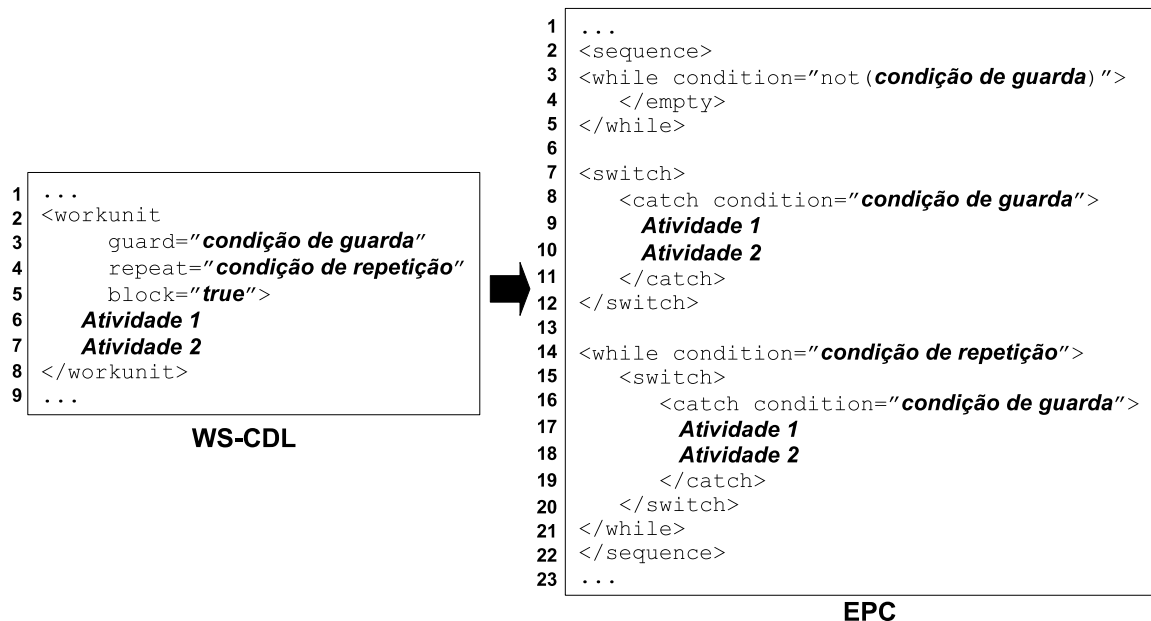 1 ...
2 <workunit
3 guard="condição de guarda"
4 repeat="condição de repetição"
5 block="true">
6 Atividade 1
7 Atividade 2
8 </workunit>
9 ...
WS-CDL
1 ...
2 <sequence>
3 <while condition="not(condição de guarda)">
4 </empty>
5 </while>
6
7 <switch>
8 <catch condition="condição de guarda">
9 Atividade 1
10 Atividade 2
11 </catch>
12 </switch>
13
14 <while condition="condição de repetição">
15 <switch>
16 <catch condition="condição de guarda">
17 Atividade 1
18 Atividade 2
19 </catch>
20 </switch>
21 </while>
22 </sequence>
23 ...
EPC